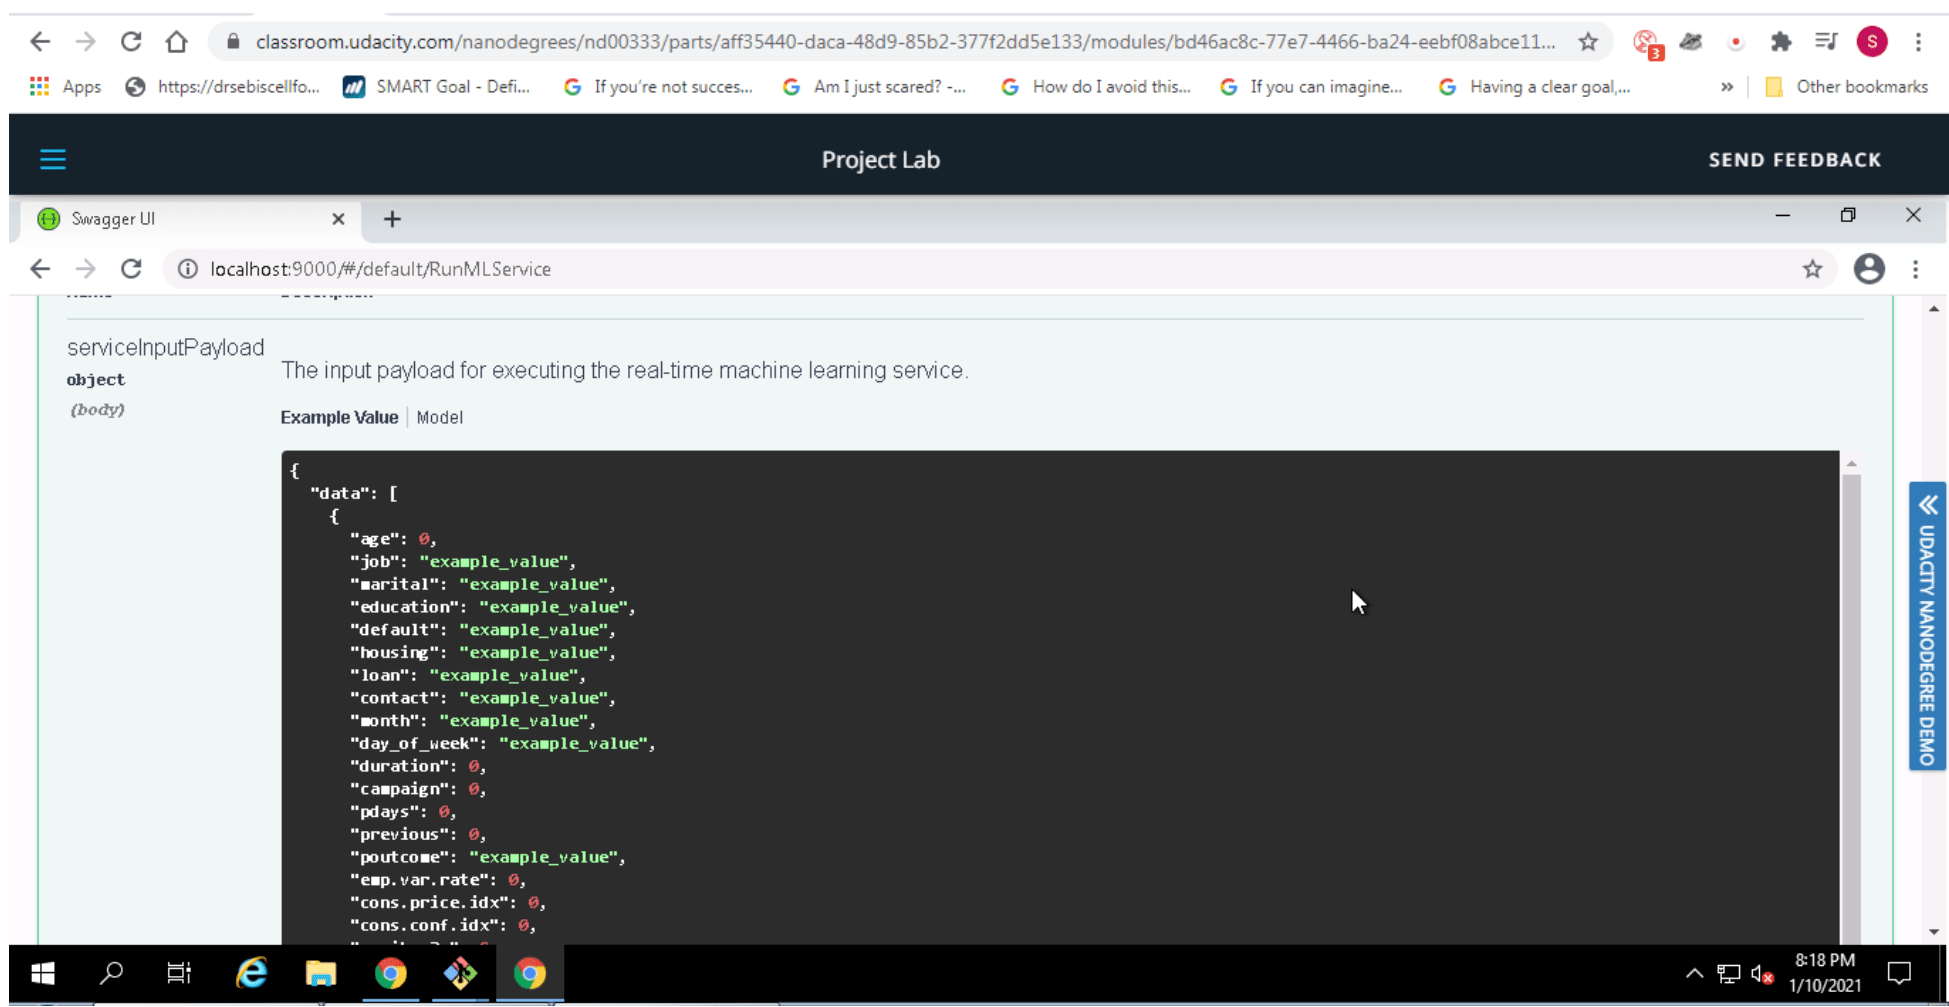 classroom.udacity.com/nanodegrees/nd00333/parts/aff35440-daca-48d9-85b2-377f2dd5e133/modules/bd46ac8c-77e7-4466-ba24-eebf08abce11...
3
S
Apps https://drsebiscellfo... SMART Goal - Defi... If you're not succes... Am I just scared? -... How do I avoid this... If you can imagine... Having a clear goal,... » Other bookmarks
Project Lab SEND FEEDBACK
Swagger UI
localhost:9000/#/default/RunMLService
serviceInputPayload
object
(body)
The input payload for executing the real-time machine learning service.
Example Value | Model
{
"data": [
{
"age": 0,
"job": "example_value",
"marital": "example_value",
"education": "example_value",
"default": "example_value",
"housing": "example_value",
"loan": "example_value",
"contact": "example_value",
"month": "example_value",
"day_of_week": "example_value",
"duration": 0,
"campaign": 0,
"pdays": 0,
"previous": 0,
"poutcome": "example_value",
"emp.var.rate": 0,
"cons.price.idx": 0,
"cons.conf.idx": 0,
UDACITY NANODEGREE DEMO
8:18 PM
1/10/2021